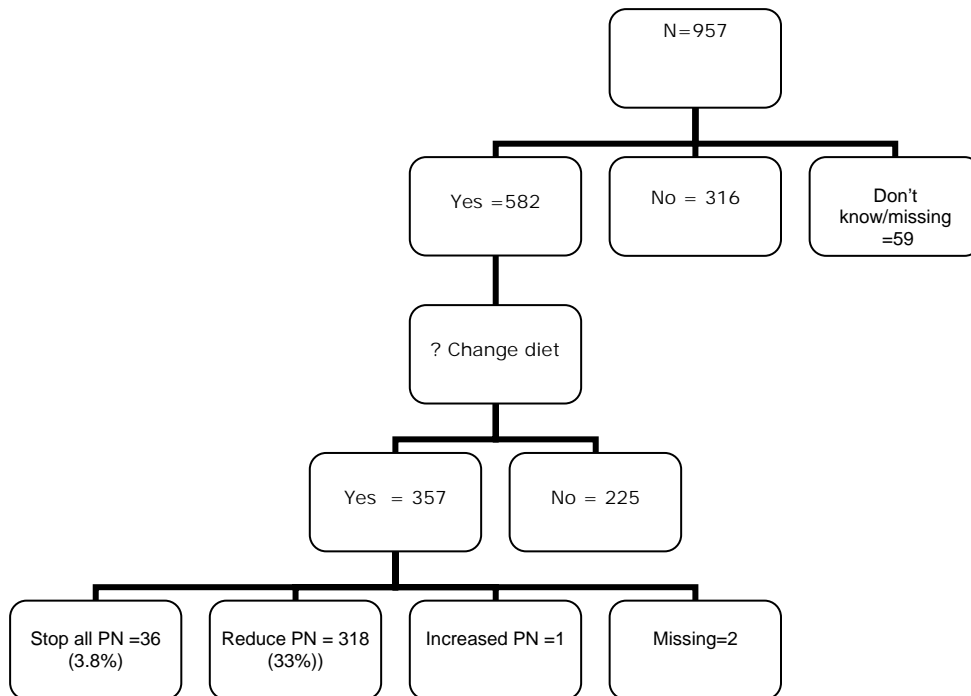 N=957
Yes =582
No = 316
Don't
know/missing
=59
? Change diet
Yes = 357
No = 225
Stop all PN =36
(3.8%)
Reduce PN = 318
(33%))
Increased PN =1
Missing=2